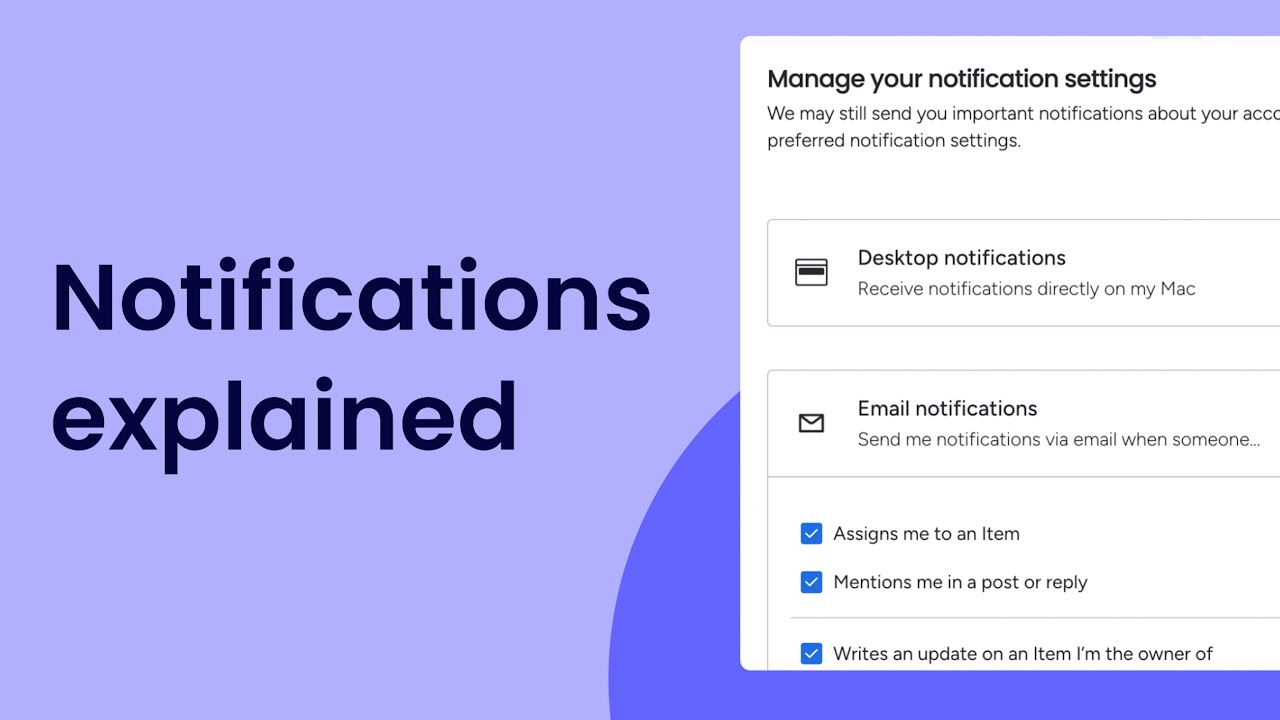 Notifications
explained
Manage your notification settings
We may still send you important notifications about your
preferred notification settings.
Desktop notifications
Receive notifications directly on my Mac
Email notifications
Send me notifications via email when someone...
Assigns me to an Item
Mentions me in a post or reply
Writes an update on an Item I’m the owner of